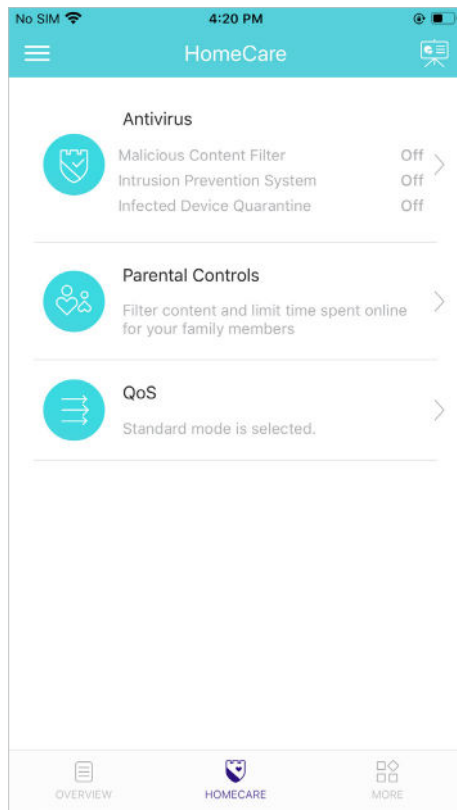 No SIM 4:20 PM
HomeCare
Antivirus
Malicious Content Filter Off
Intrusion Prevention System Off
Infected Device Quarantine Off
Parental Controls
Filter content and limit time spent online
for your family members
QoS
Standard mode is selected.
OVERVIEW HOMECARE MORE